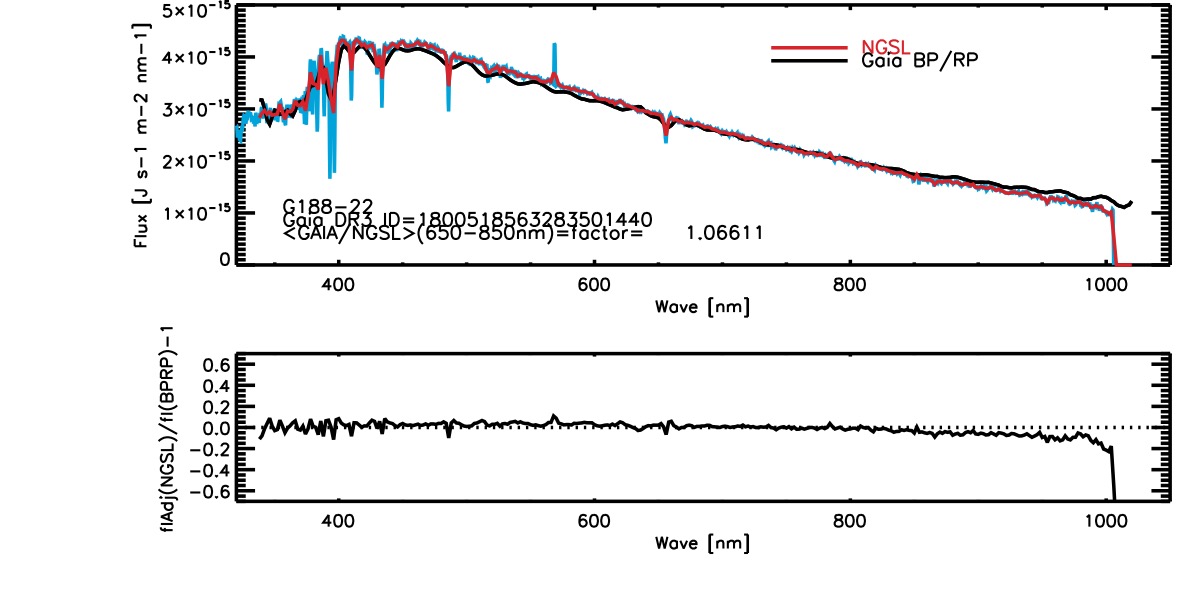 5×10-15
4×10-15
3×10-15
2×10-15
1×10-15
0
Flux [J s-1 m-2 nm-1]
NGSL
Gaia BP/RP
G188-22
Gaia DR3 ID=1800518563283501440
<GAIA/NGSL>(650-850nm)=factor= 1.06611
400 600 800 1000
Wave [nm]
0.6
0.4
0.2
0.0
-0.2
-0.4
-0.6
flAdj(NGSL)/fl(BPRP)-1
400 600 800 1000
Wave [nm]